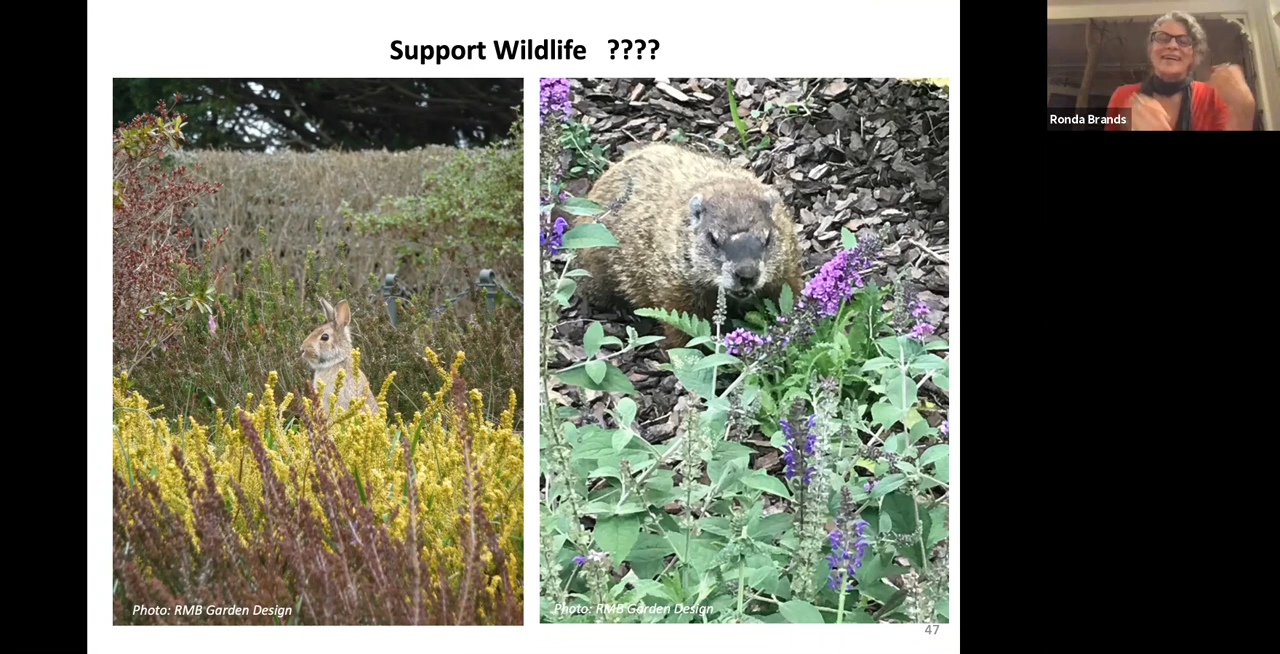 Support Wildlife ????
Ronda Brands
Photo: RMB Garden Design
Photo: RMB Garden Design
47